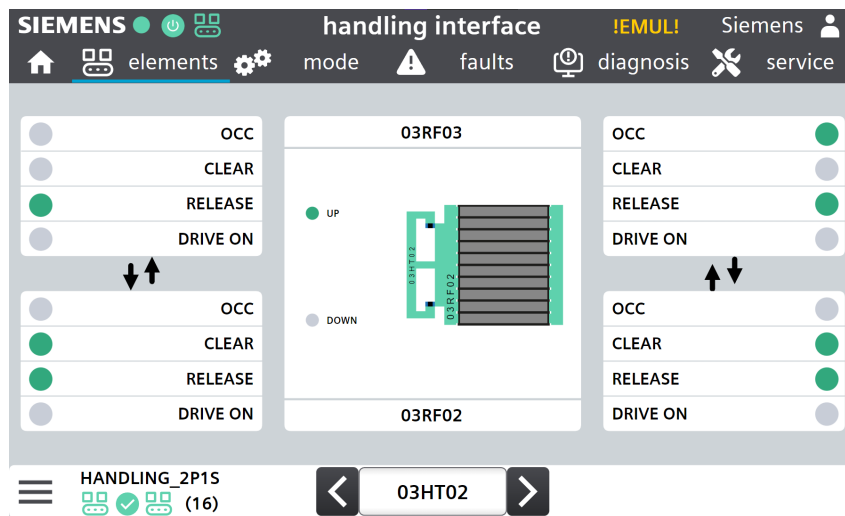 SIEMENS handling interface !EMUL! Siemens
elements mode faults diagnosis service
OCC
CLEAR
RELEASE
DRIVE ON
OCC
CLEAR
RELEASE
DRIVE ON
03RF03
UP
DOWN
03HT02
03RF02
03RF02
OCC
CLEAR
RELEASE
DRIVE ON
OCC
CLEAR
RELEASE
DRIVE ON
HANDLING_2P1S
(16)
03HT02